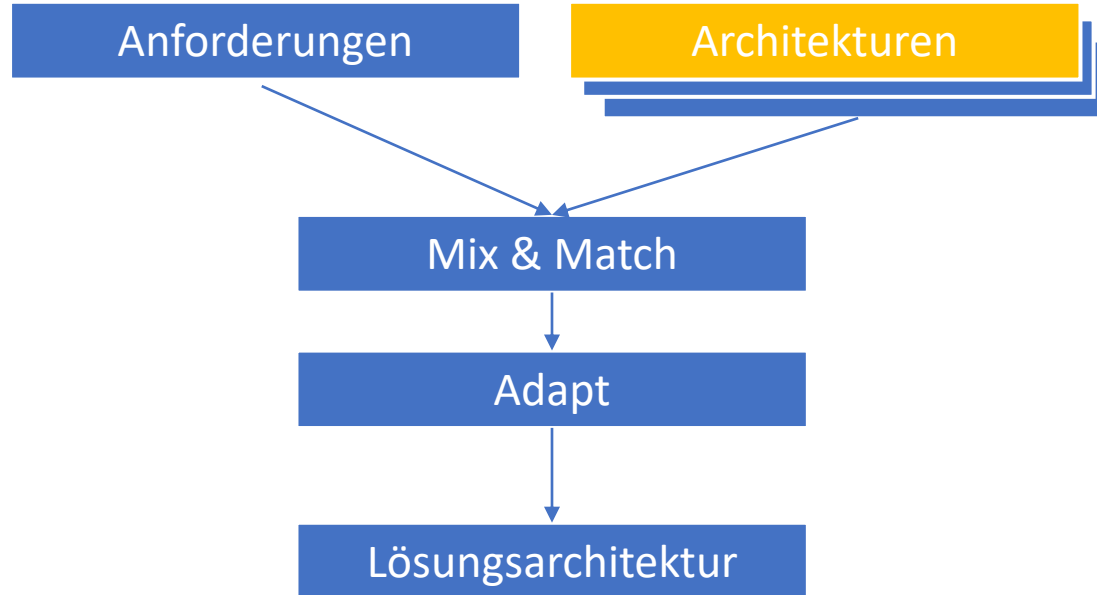 Anforderungen
Architekturen
Mix & Match
Adapt
Lösungsarchitektur